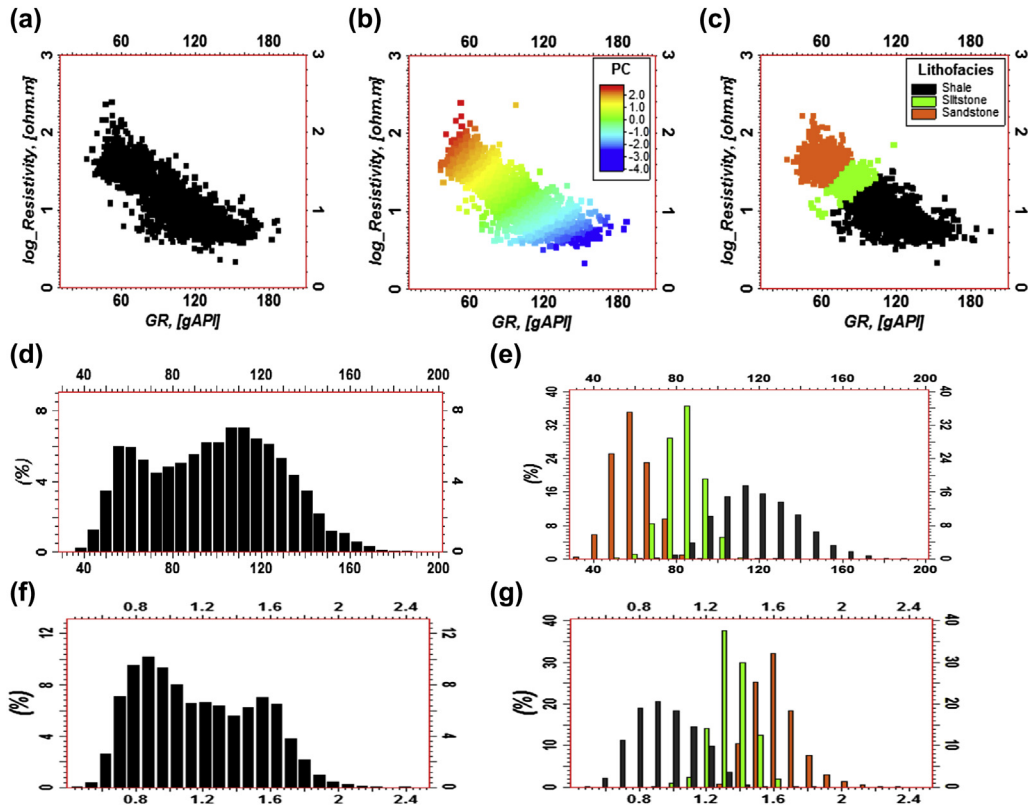 (a) (b) (c)
60 120 180
60 120 180
60 120 180
3 3 3 3
PC
2.0
1.0
0.0
-1.0
-2.0
-3.0
-4.0
Lithofacies
Shale
Siltstone
Sandstone
log_Resistivity, [ohm.m]
log_Resistivity, [ohm.m]
log_Resistivity, [ohm.m]
2 2 2 2
1 1 1 1
0 0 0 0 0
60 120 180
60 120 180
60 120 180
GR, [gAPI] GR, [gAPI] GR, [gAPI]
(d) (e)
40 80 120 160 200
40 80 120 160 200
8 8
4 4
0 0
(%)
40 80 120 160 200
40 40
32 32
24 24
16 16
8 8
0 0
(%)
40 80 120 160 200
(f) (g)
0.8 1.2 1.6 2 2.4
0.8 1.2 1.6 2 2.4
12 12
8 8
4 4
0 0
(%)
0.8 1.2 1.6 2 2.4
40 40
30 30
20 20
10 10
0 0
(%)
0.8 1.2 1.6 2 2.4